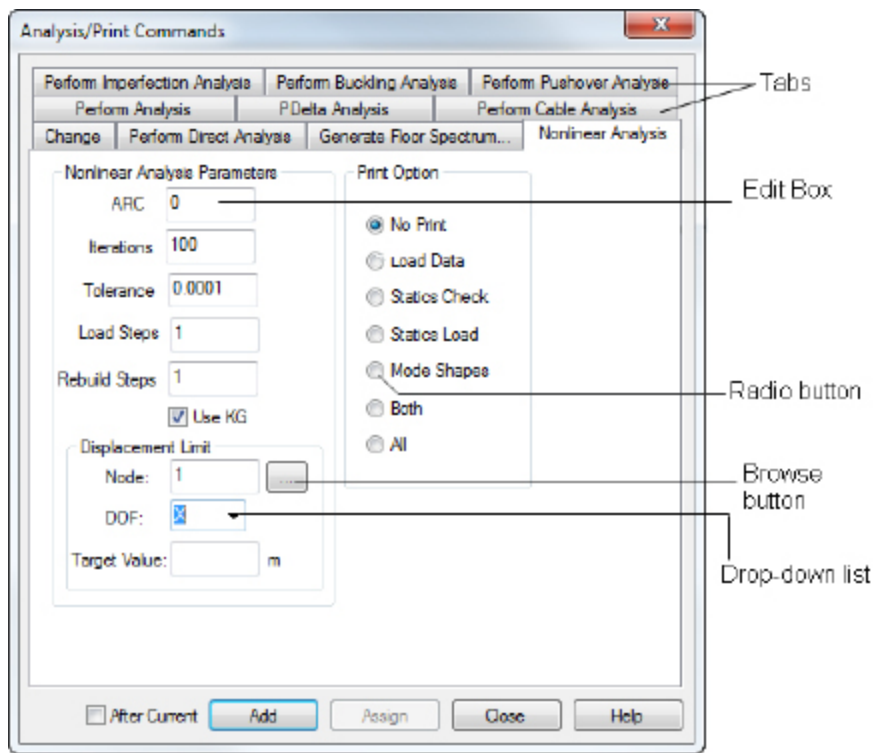 Analysis/Print Commands
Perform Imperfection Analysis
Perform Buckling Analysis
Perform Pushover Analysis
Tabs
Perform Analysis
PDelta Analysis
Perform Cable Analysis
Change
Perform Direct Analysis
Generate Floor Spectrum...
Nonlinear Analysis
Nonlinear Analysis Parameters
ARC 0
Iterations 100
Tolerance 0.0001
Load Steps 1
Rebuild Steps 1
Use KG
Displacement Limit
Node: 1 ...
DOF: X
Target Value: m
Print Option
No Print
Load Data
Statics Check
Statics Load
Mode Shapes
Both
All
Edit Box
Radio button
Browse
button
Drop-down list
After Current
Add
Assign
Close
Help